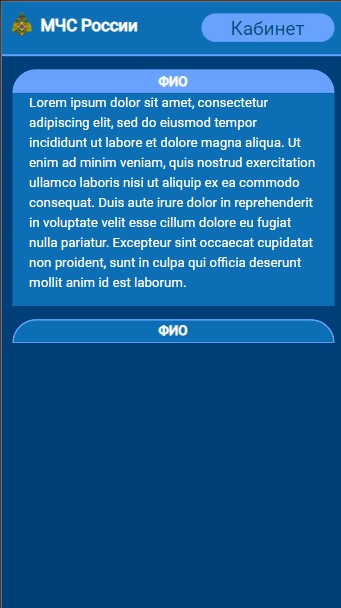 МЧС России
Кабинет
ФИО
Lorem ipsum dolor sit amet, consectetur
adipiscing elit, sed do eiusmod tempor
incididunt ut labore et dolore magna aliqua. Ut
enim ad minim veniam, quis nostrud exercitation
ullamco laboris nisi ut aliquip ex ea commodo
consequat. Duis aute irure dolor in reprehenderit
in voluptate velit esse cillum dolore eu fugiat
nulla pariatur. Excepteur sint occaecat cupidatat
non proident, sunt in culpa qui officia deserunt
mollit anim id est laborum.
ФИО